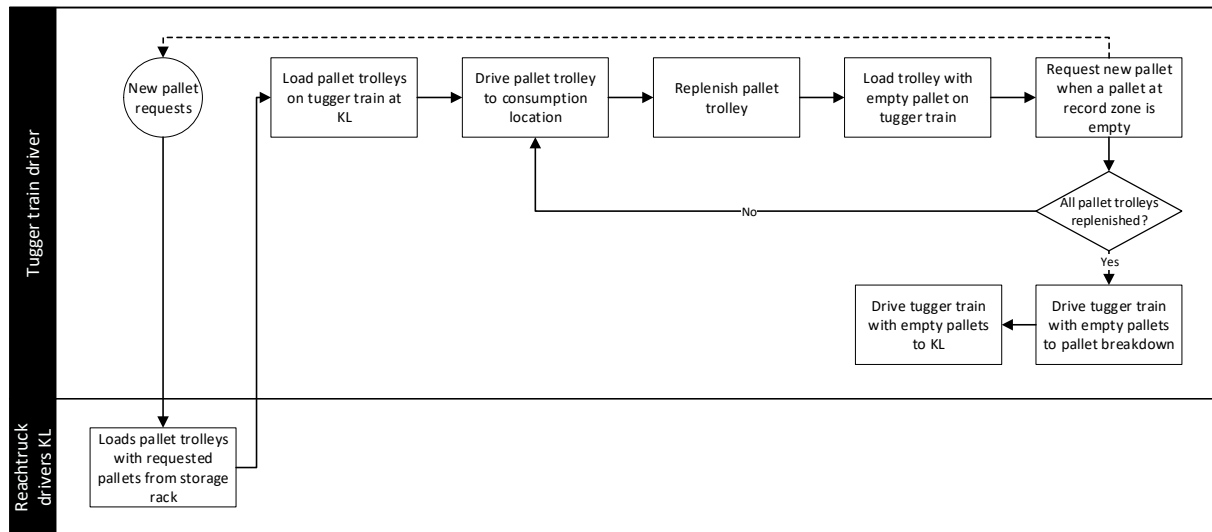 Tugger train driver
New pallet
requests
Load pallet trolleys
on tugger train at
KL
Drive pallet trolley
to consumption
location
Replenish pallet
trolley
Load trolley with
empty pallet on
tugger train
Request new pallet
when a pallet at
record zone is
empty
All pallet trolleys
replenished?
No
Yes
Drive tugger train
with empty pallets
to KL
Drive tugger train
with empty pallets
to pallet breakdown
Reachtruck
drivers KL
Loads pallet trolleys
with requested
pallets from storage
rack